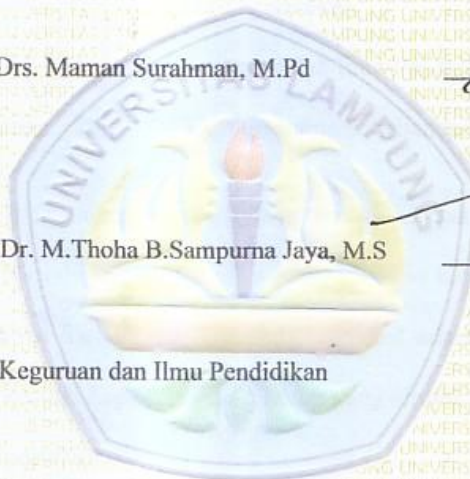 Drs. Maman Surahman, M.Pd
UNIVERSITAS LAMPUNG
Dr. M.Thoha B.Sampurna Jaya, M.S
Keguruan dan Ilmu Pendidikan